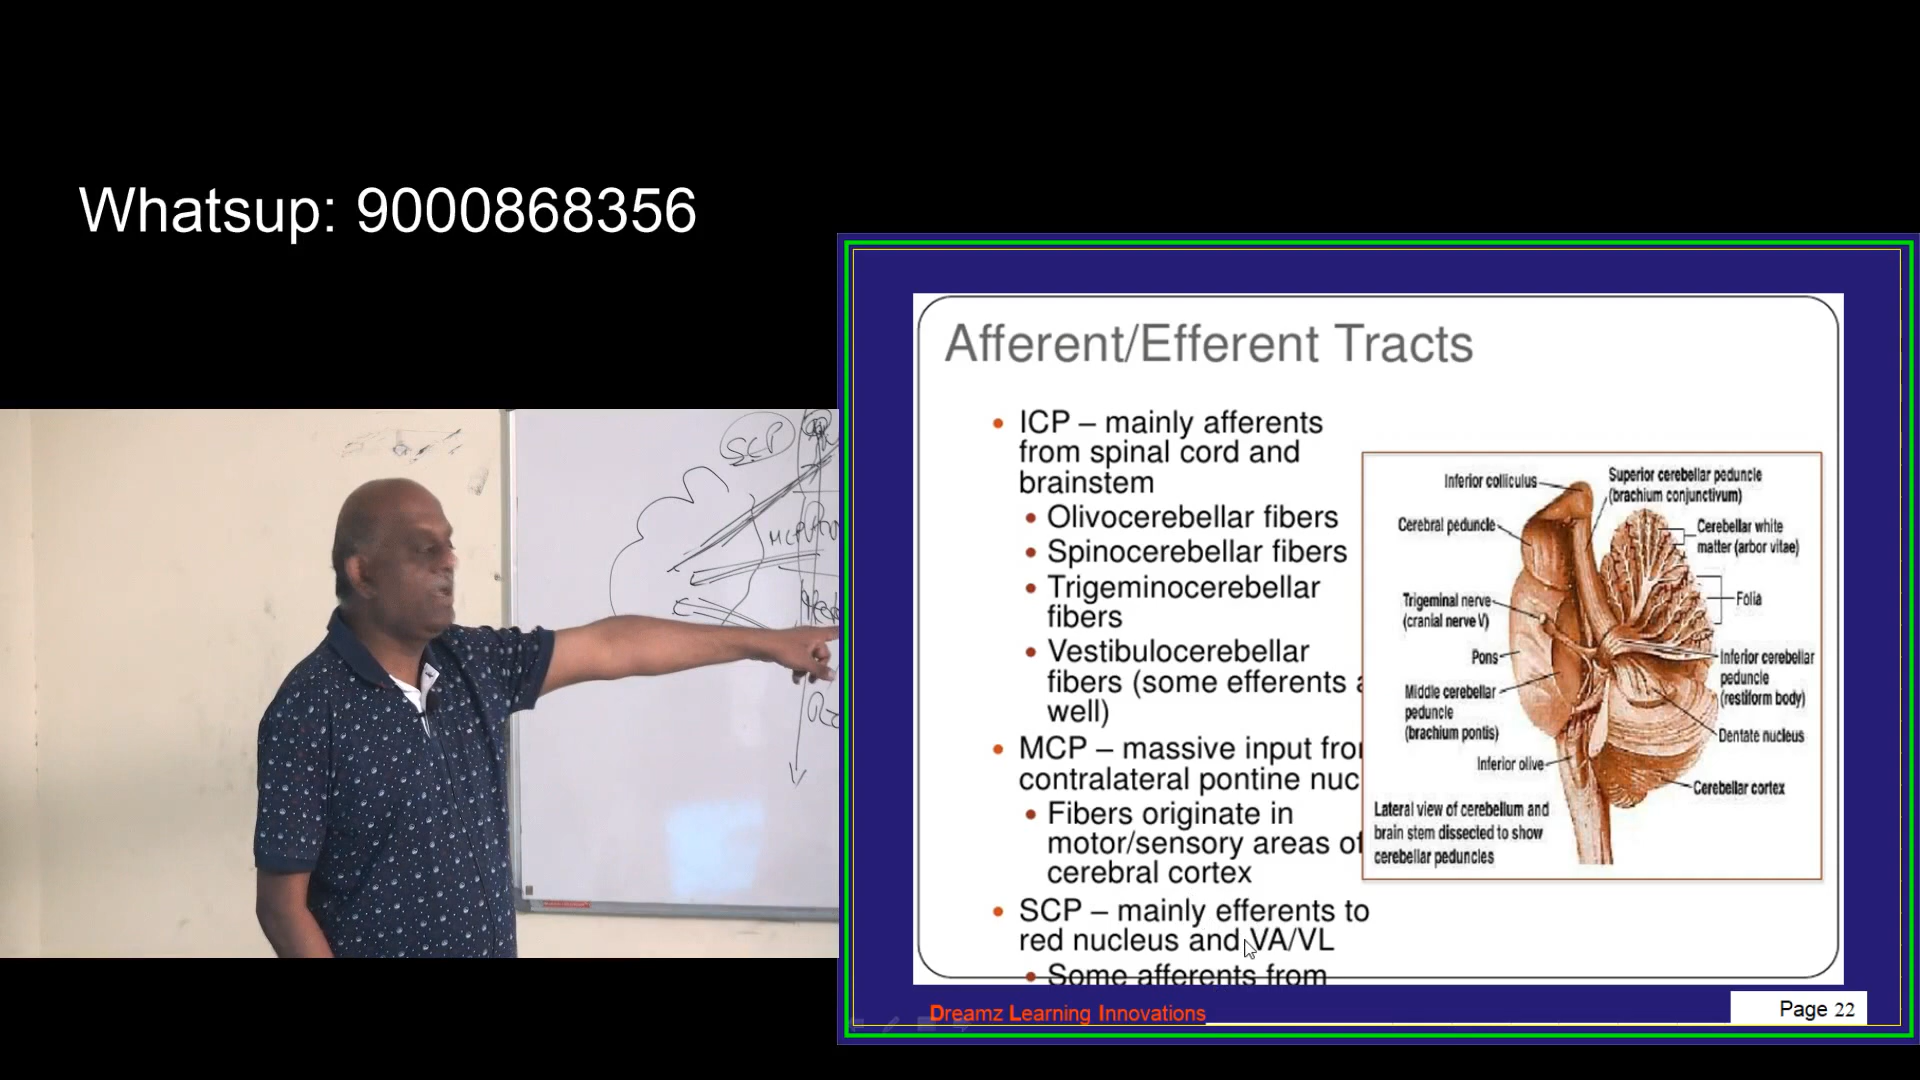 Whatsup: 9000868356
SCP
Afferent/Efferent Tracts
• ICP – mainly afferents
from spinal cord and
brainstem
• Olivocerebellar fibers
• Spinocerebellar fibers
• Trigeminocerebellar
fibers
• Vestibulocerebellar
fibers (some efferents a
well)
• MCP – massive input from
contralateral pontine nuc
• Fibers originate in
motor/sensory areas of
cerebral cortex
• SCP – mainly efferents to
red nucleus and VA/VL
• Some afferents from
Inferior colliculus
Cerebral peduncle
Trigeminal nerve
(cranial nerve V)
Pons
Middle cerebellar
peduncle
(brachium pontis)
Inferior olive
Lateral view of cerebellum and
brain stem dissected to show
cerebellar peduncles
Superior cerebellar peduncle
(brachium conjunctivum)
Cerebellar white
matter (arbor vitae)
Folia
Inferior cerebellar
peduncle
(restiform body)
Dentate nucleus
Cerebellar cortex
Dreamz Learning Innovations
Page 22